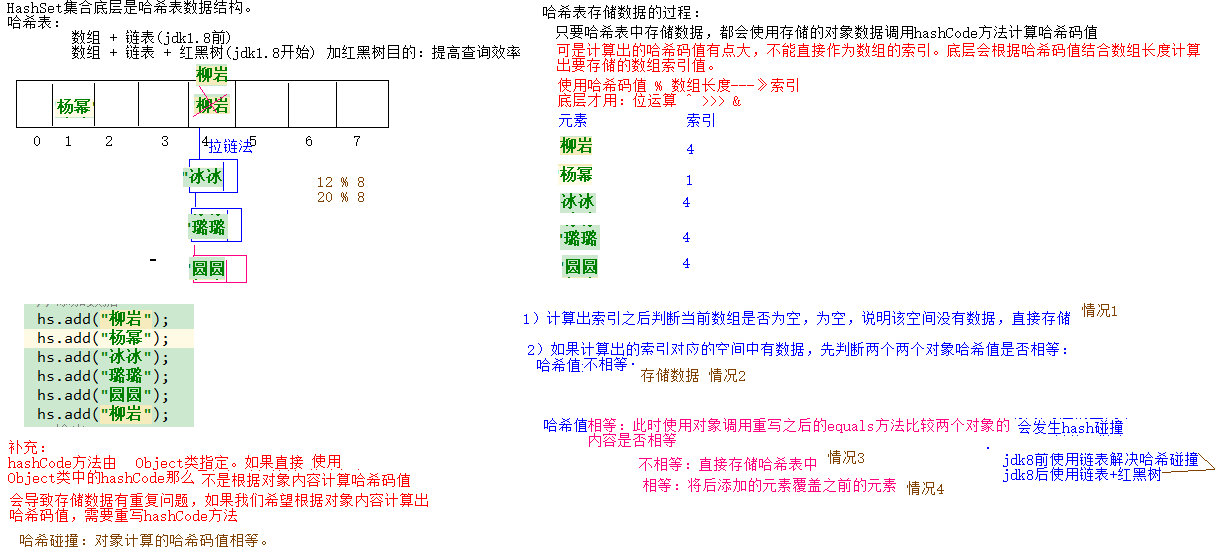 HashSet集合底层是哈希表数据结构。
哈希表：
数组 + 链表(jdk1.8前)
数组 + 链表 + 红黑树(jdk1.8开始) 加红黑树目的：提高查询效率
柳岩
杨幂 柳岩
0 1 2 3 4 5 6 7
拉链法
"冰冰
12 % 8
20 % 8
"璐璐
"圆圆
hs.add("柳岩");
hs.add("杨幂");
hs.add("冰冰");
hs.add("璐璐");
hs.add("圆圆");
hs.add("柳岩");
补充：
hashCode方法由 Object类指定。如果直接 使用
Object类中的hashCode那么 不是根据对象内容计算哈希码值
会导致存储数据有重复问题，如果我们希望根据对象内容计算出
哈希码值，需要重写hashCode方法
哈希碰撞：对象计算的哈希码值相等。
哈希表存储数据的过程：
只要哈希表中存储数据，都会使用存储的对象数据调用hashCode方法计算哈希码值
可是计算出的哈希码值有点大，不能直接作为数组的索引。底层会根据哈希码值结合数组长度计算
出要存储的数组索引值。
使用哈希码值 % 数组长度---》索引
底层才用：位运算 ^ >>> &
元素 索引
柳岩 4
杨幂 1
冰冰 4
"璐璐 4
"圆圆 4
1）计算出索引之后判断当前数组是否为空，为空，说明该空间没有数据，直接存储 情况1
2）如果计算出的索引对应的空间中有数据，先判断两个两个对象哈希值是否相等：
哈希值不相等：
存储数据 情况2
哈希值相等：此时使用对象调用重写之后的equals方法比较两个对象的 会发生hash碰撞
内容是否相等
不相等：直接存储哈希表中 情况3
相等：将后添加的元素覆盖之前的元素 情况4
jdk8前使用链表解决哈希碰撞
jdk8后使用链表+红黑树